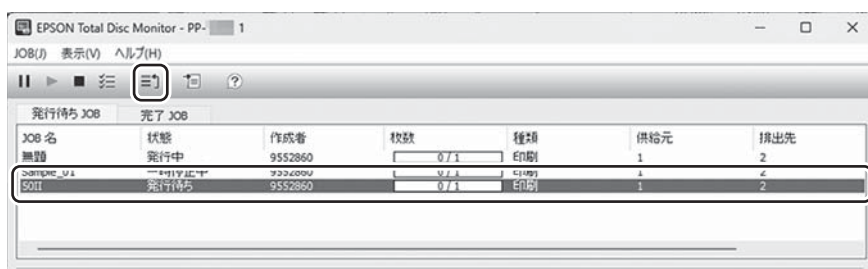 EPSON Total Disc Monitor - PP- 1
JOB(J) 表示(V) ヘルプ(H)
発行待ち JOB 完了 JOB
JOB 名 状態 作成者 枚数 種類 供給元 排出先
無題 発行中 9552860 0 / 1 印刷 1 2
Sample_01 一時停止中 9552860 0 / 1 印刷 1 2
SOII 発行待ち 9552860 0 / 1 印刷 1 2